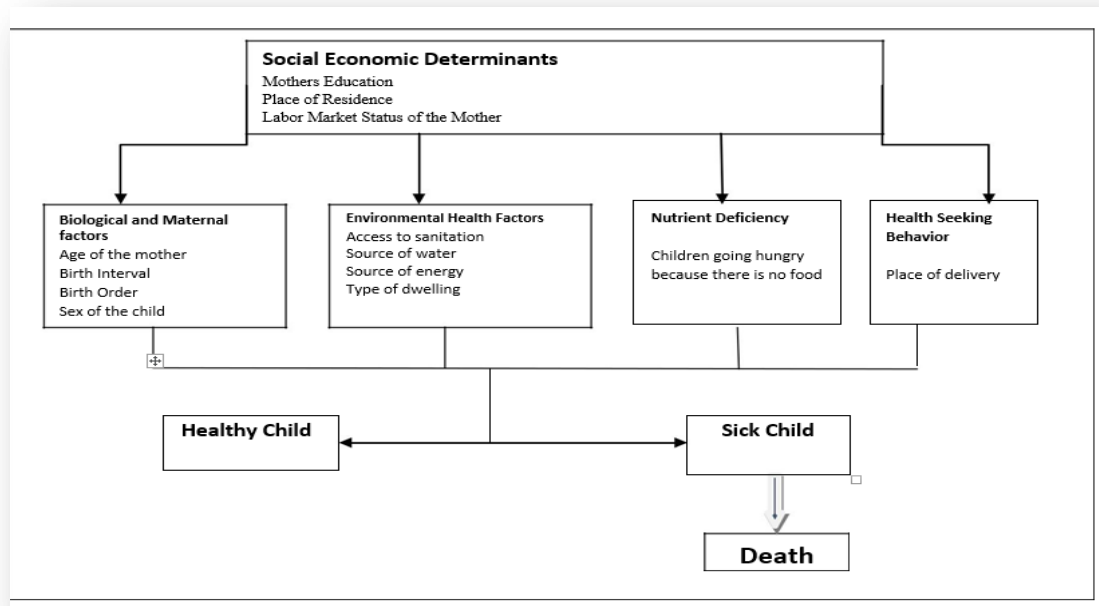 Social Economic Determinants
Mothers Education
Place of Residence
Labor Market Status of the Mother
Biological and Maternal
factors
Age of the mother
Birth Interval
Birth Order
Sex of the child
Environmental Health Factors
Access to sanitation
Source of water
Source of energy
Type of dwelling
Nutrient Deficiency
Children going hungry
because there is no food
Health Seeking
Behavior
Place of delivery
Healthy Child
Sick Child
Death